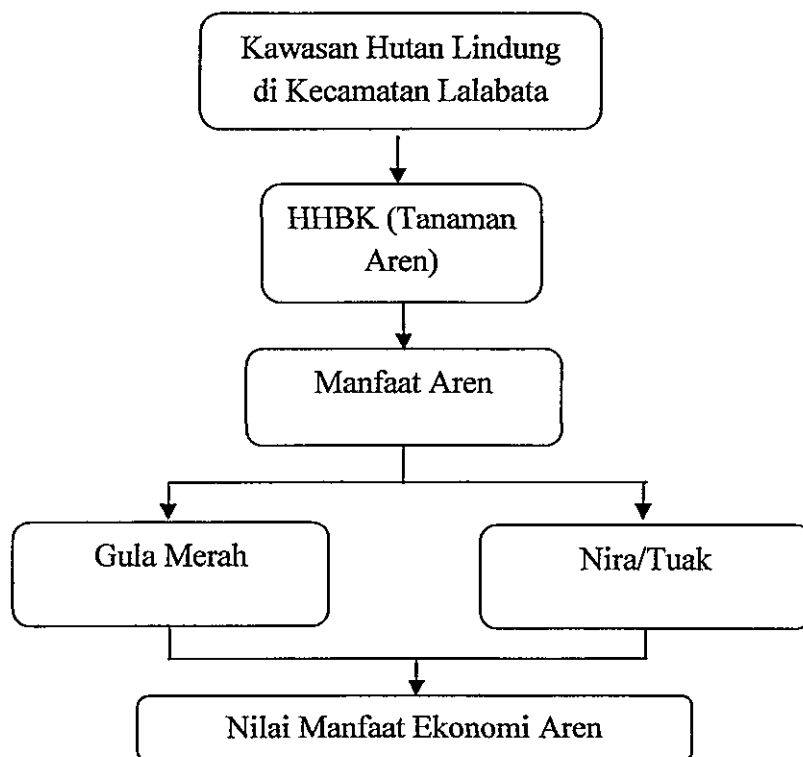 Kawasan Hutan Lindung
di Kecamatan Lalabata
HHBK (Tanaman
Aren)
Manfaat Aren
Gula Merah
Nira/Tuak
Nilai Manfaat Ekonomi Aren